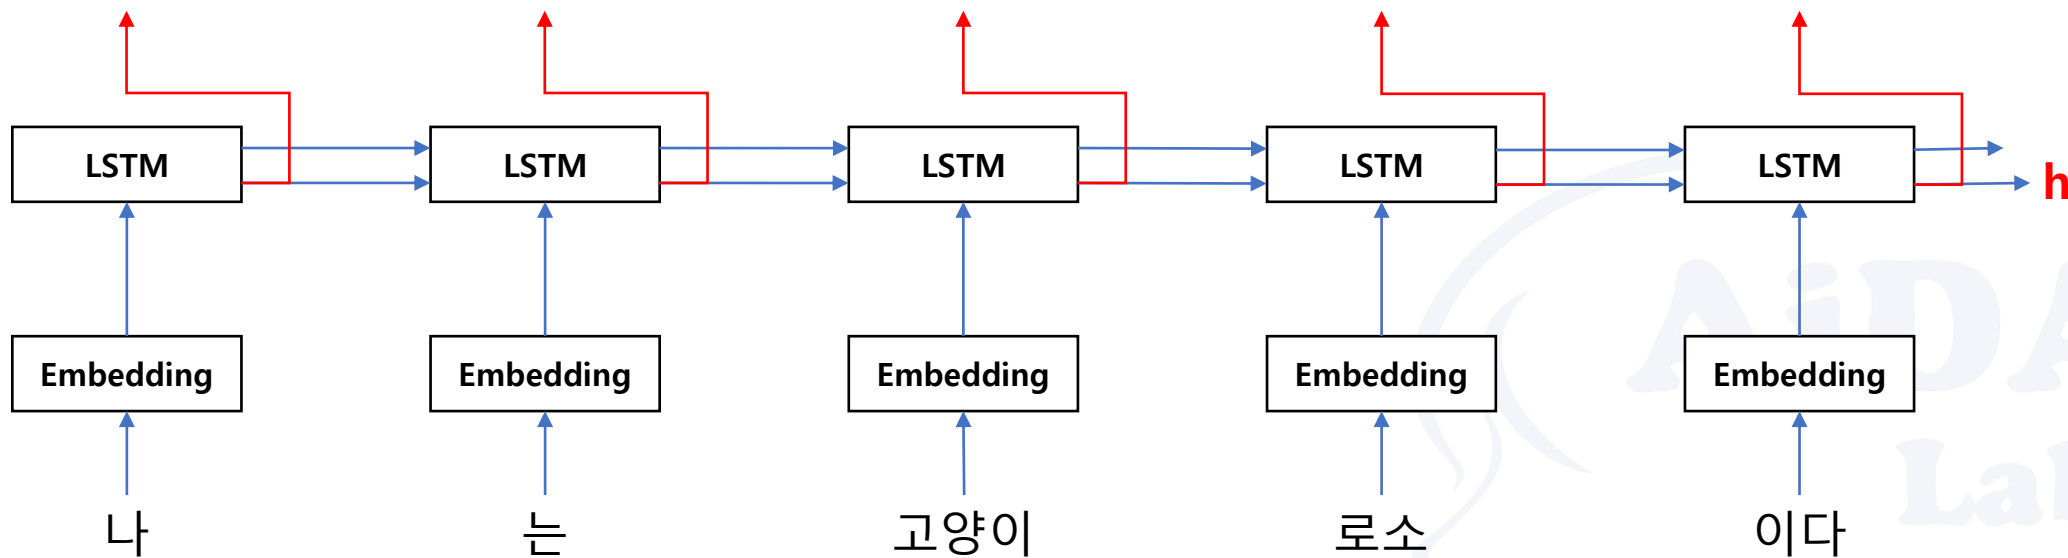 LSTM LSTM LSTM LSTM LSTM h
Embedding Embedding Embedding Embedding Embedding
나 는 고양이 로소 이다